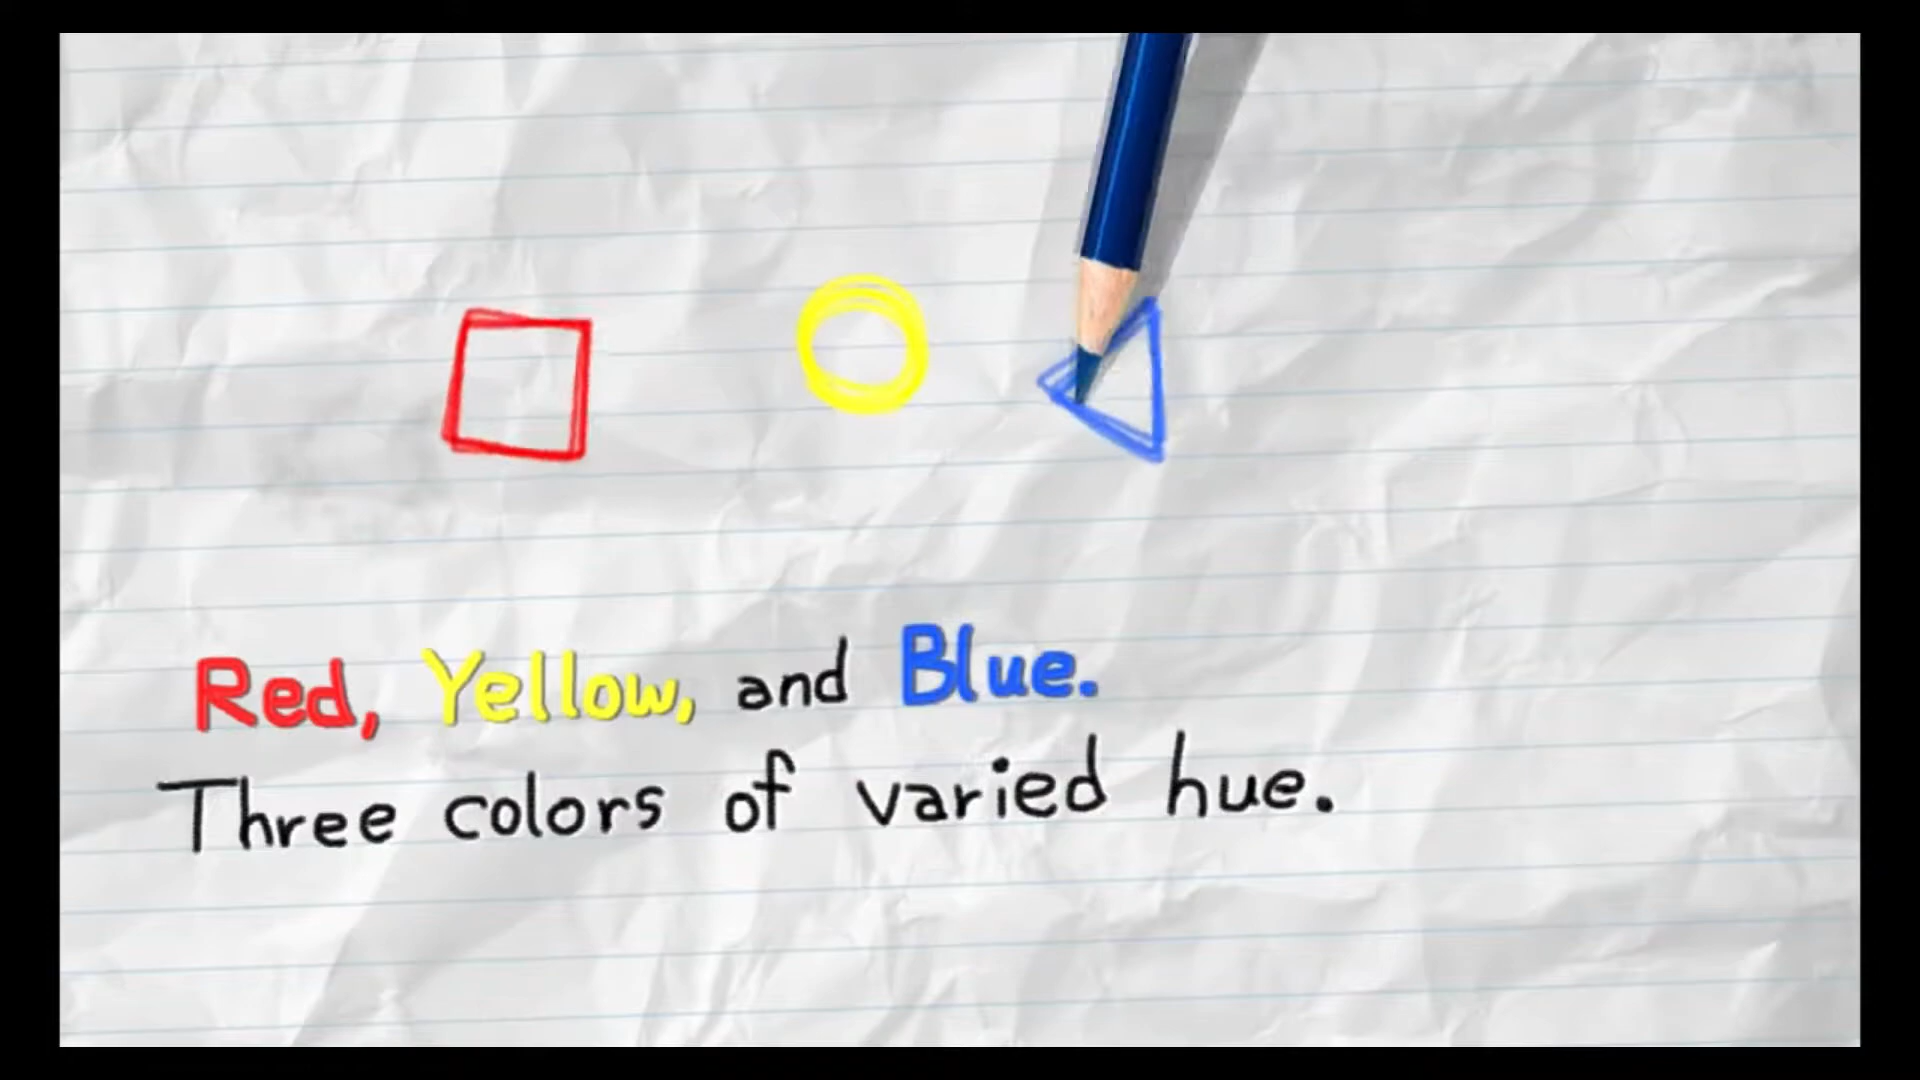 Red, Yellow, and Blue.
Three colors of varied hue.